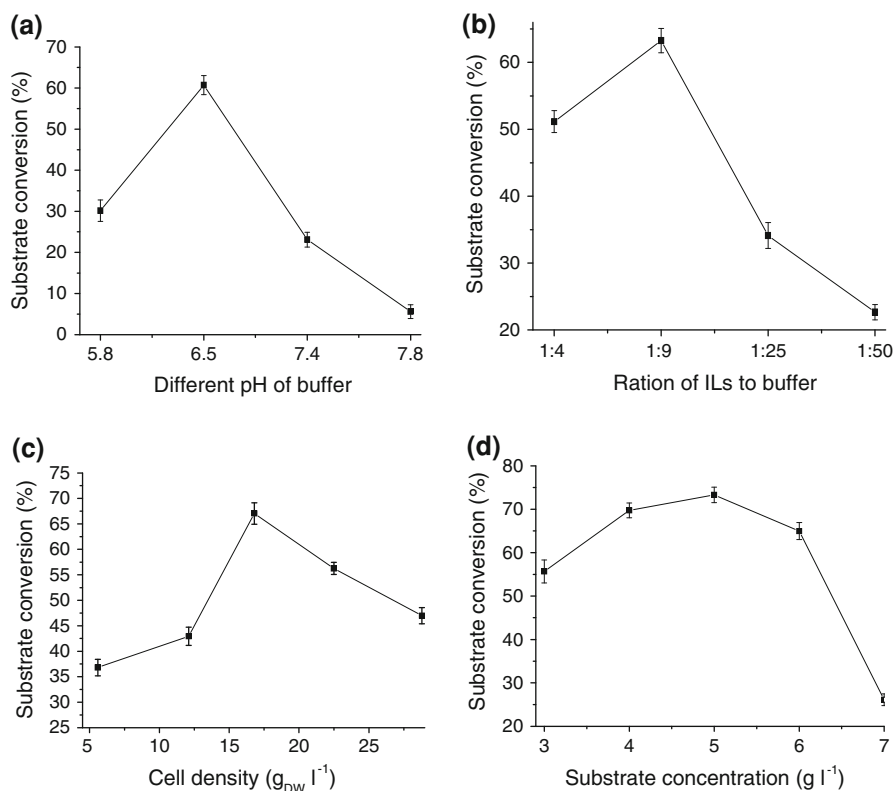 (a)
Substrate conversion (%)
70
60
50
40
30
20
10
0
5.8 6.5 7.4 7.8
Different pH of buffer
(b)
Substrate conversion (%)
60
50
40
30
20
1:4 1:9 1:25 1:50
Ration of ILs to buffer
(c)
Substrate conversion (%)
75
70
65
60
55
50
45
40
35
30
25
5 10 15 20 25
Cell density (gDW l-1)
(d)
Substrate conversion (%)
80
70
60
50
40
30
20
3 4 5 6 7
Substrate concentration (g l-1)